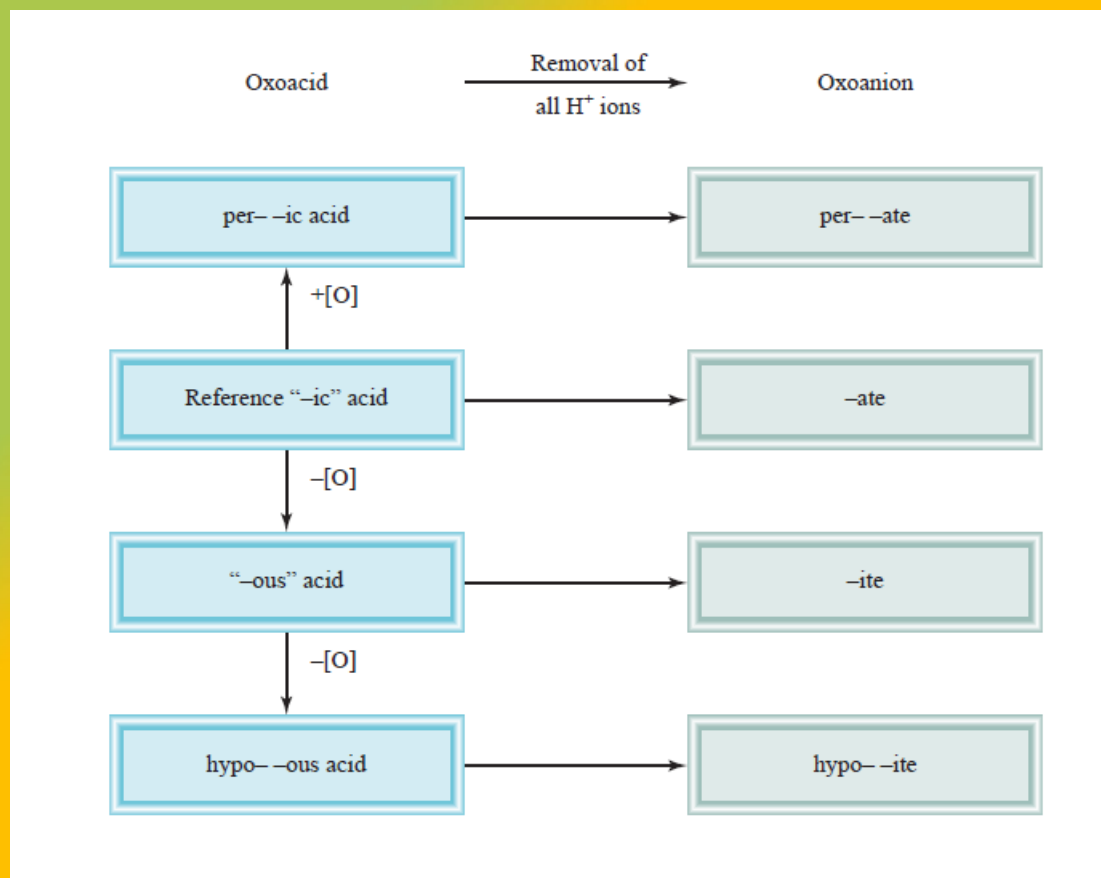 Oxoacid
Removal of
all H⁺ ions
Oxoanion
per– –ic acid
per– –ate
+[O]
Reference “–ic” acid
–ate
–[O]
“–ous” acid
–ite
–[O]
hypo– –ous acid
hypo– –ite